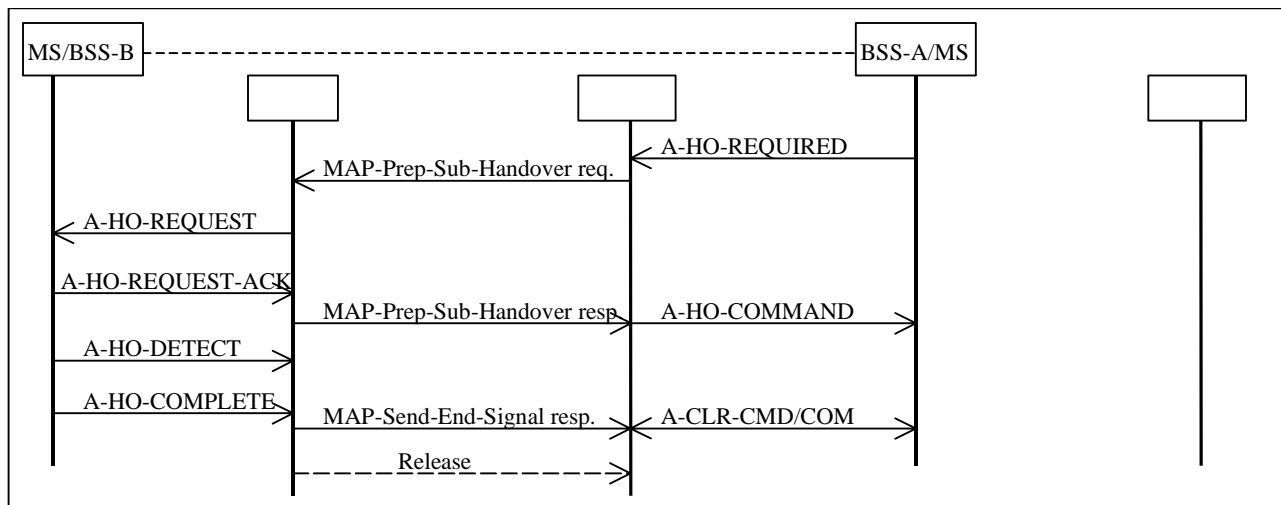 MS/BSS-B
BSS-A/MS
A-HO-REQUIRED
MAP-Prep-Sub-Handover req.
A-HO-REQUEST
A-HO-REQUEST-ACK
MAP-Prep-Sub-Handover resp.
A-HO-COMMAND
A-HO-DETECT
A-HO-COMPLETE
MAP-Send-End-Signal resp.
A-CLR-CMD/COM
Release